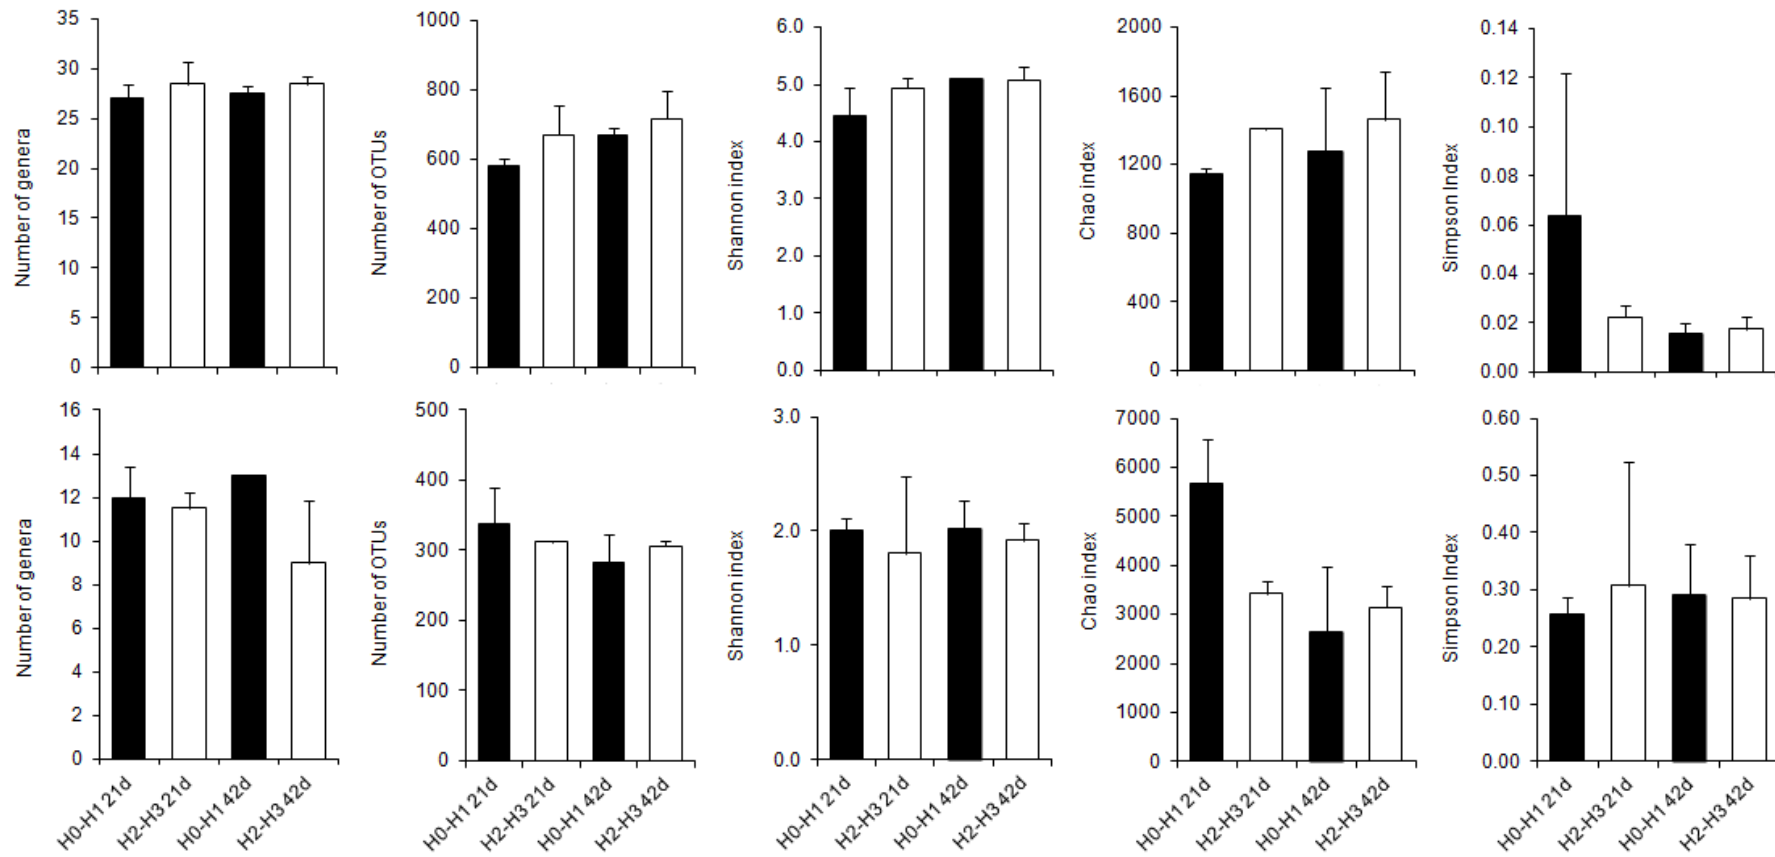 Number of genera
35
30
25
20
15
10
5
0
Number of OTUs
1000
800
600
400
200
0
Shannon index
6.0
5.0
4.0
3.0
2.0
1.0
0.0
Chao index
2000
1600
1200
800
400
0
Simpson Index
0.14
0.12
0.10
0.08
0.06
0.04
0.02
0.00
Number of genera
16
14
12
10
8
6
4
2
0
H0-H1 21d
H2-H3 21d
H0-H1 42d
H2-H3 42d
Number of OTUs
500
400
300
200
100
0
H0-H1 21d
H2-H3 21d
H0-H1 42d
H2-H3 42d
Shannon index
3.0
2.0
1.0
0.0
H0-H1 21d
H2-H3 21d
H0-H1 42d
H2-H3 42d
Chao index
7000
6000
5000
4000
3000
2000
1000
0
H0-H1 21d
H2-H3 21d
H0-H1 42d
H2-H3 42d
Simpson Index
0.60
0.50
0.40
0.30
0.20
0.10
0.00
H0-H1 21d
H2-H3 21d
H0-H1 42d
H2-H3 42d